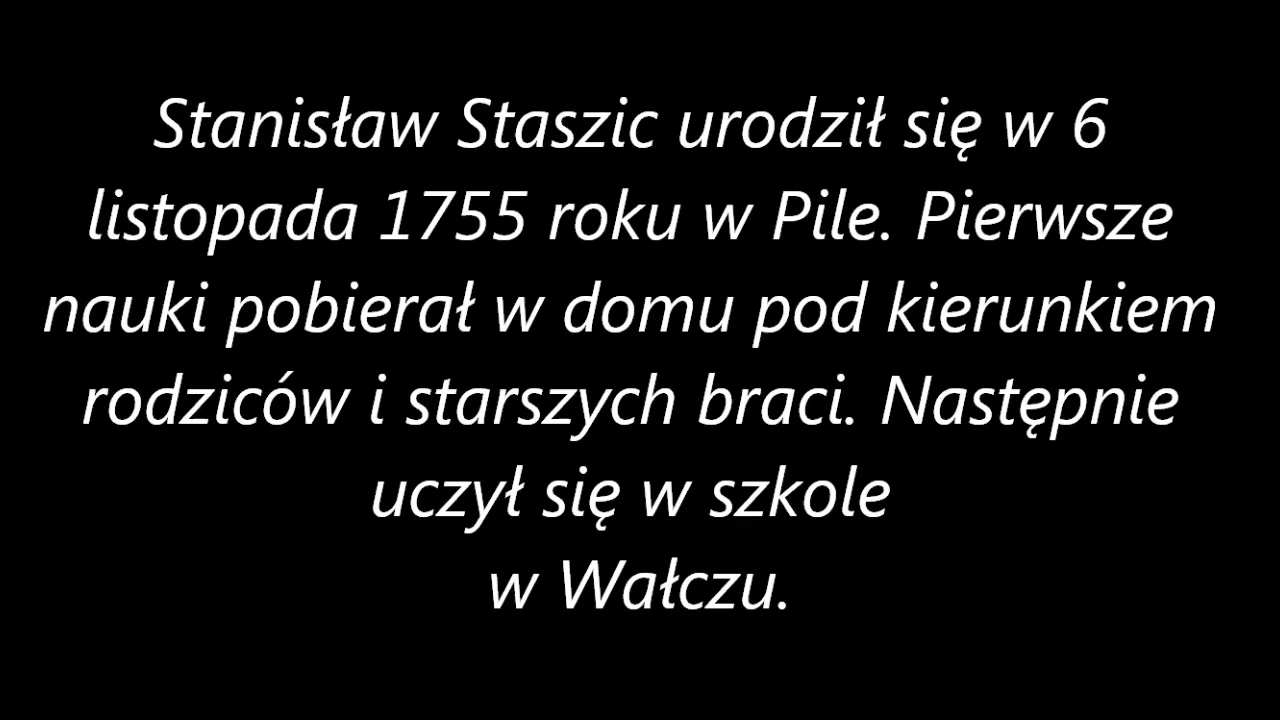 Stanisław Staszic urodził się w 6
listopada 1755 roku w Pile. Pierwsze
nauki pobierał w domu pod kierunkiem
rodziców i starszych braci. Następnie
uczył się w szkole
w Wałczu.